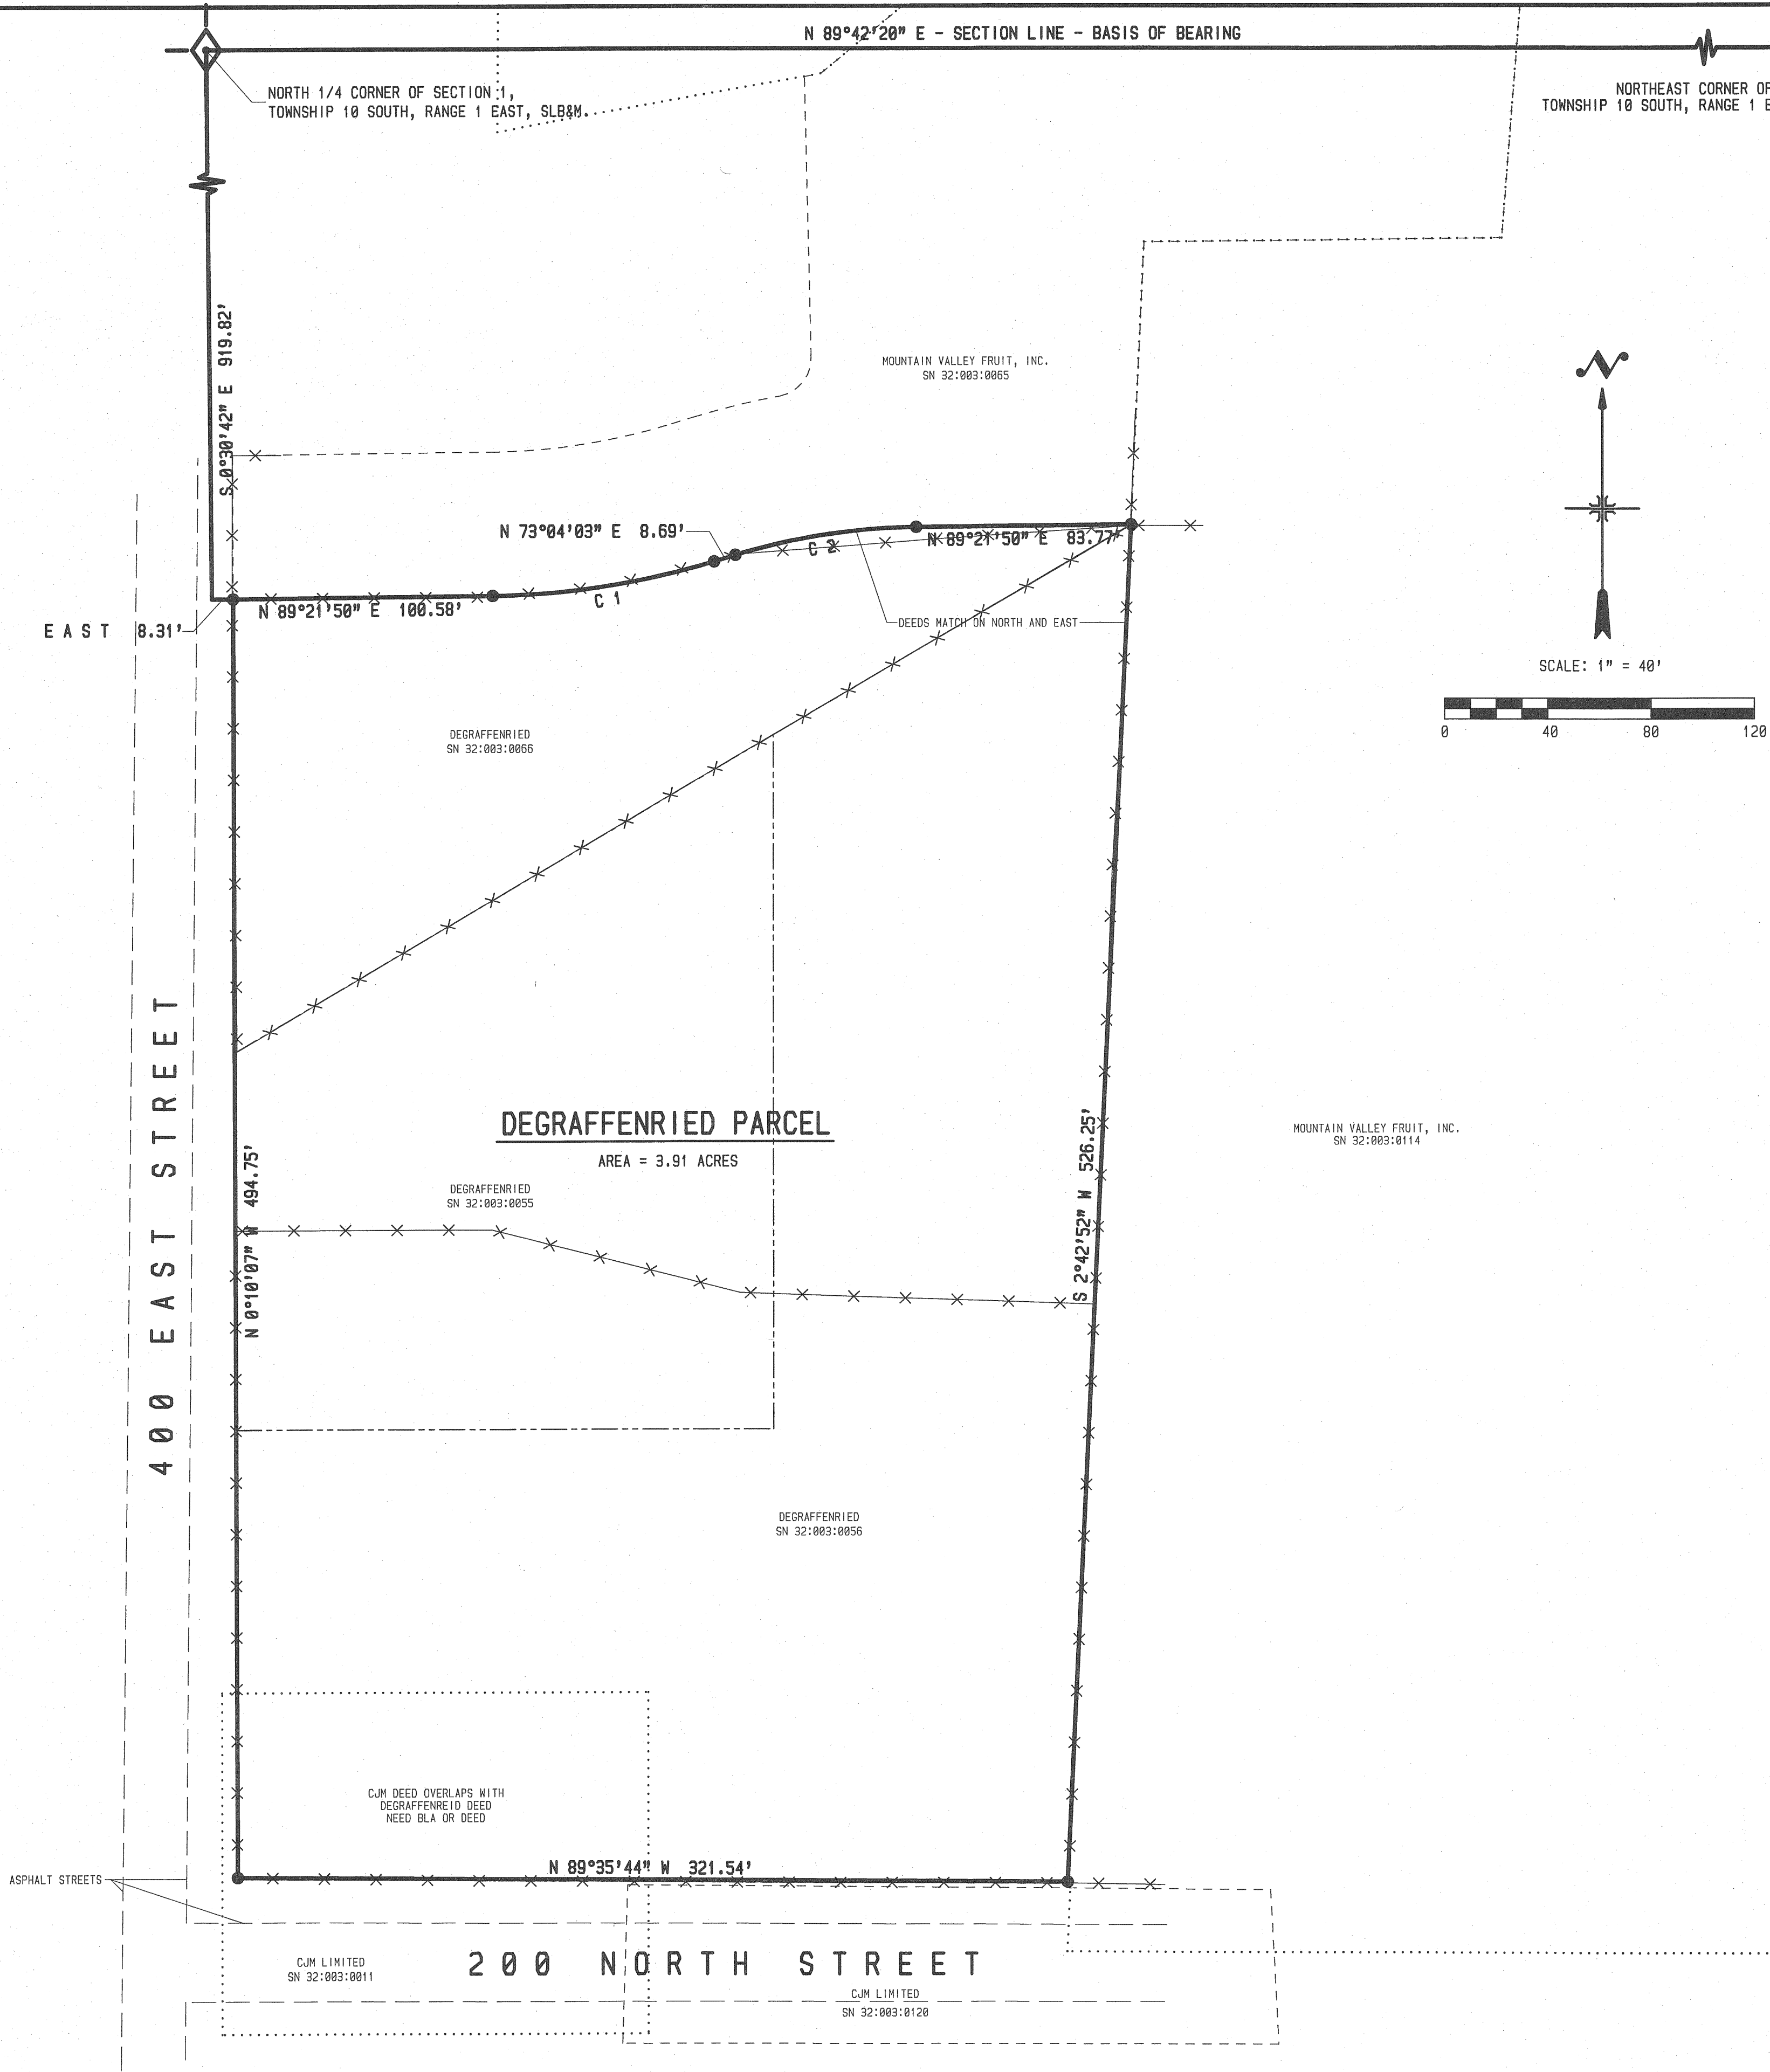 N 89°42'20" E - SECTION LINE - BASIS OF BEARING
NORTH 1/4 CORNER OF SECTION 1,
TOWNSHIP 10 SOUTH, RANGE 1 EAST, SLB&M.
NORTHEAST CORNER OF
TOWNSHIP 10 SOUTH, RANGE 1 E
S 0°30'42" E 919.82'
MOUNTAIN VALLEY FRUIT, INC.
SN 32:003:0065
N
N 73°04'03" E 8.69'
C 2
N 89°21'50" E 83.77'
C 1
N 89°21'50" E 100.58'
EAST 8.31'
DEEDS MATCH ON NORTH AND EAST
SCALE: 1" = 40'
0 40 80 120
DEGRAFFENRIED
SN 32:003:0066
400 EAST STREET
DEGRAFFENRIED PARCEL
AREA = 3.91 ACRES
N 0°10'07" W 494.75'
DEGRAFFENRIED
SN 32:003:0055
S 2°42'52" W 526.25'
MOUNTAIN VALLEY FRUIT, INC.
SN 32:003:0114
DEGRAFFENRIED
SN 32:003:0056
CJM DEED OVERLAPS WITH
DEGRAFFENREID DEED
NEED BLA OR DEED
N 89°35'44" W 321.54'
ASPHALT STREETS
CJM LIMITED
SN 32:003:0011
200 NORTH STREET
CJM LIMITED
SN 32:003:0120